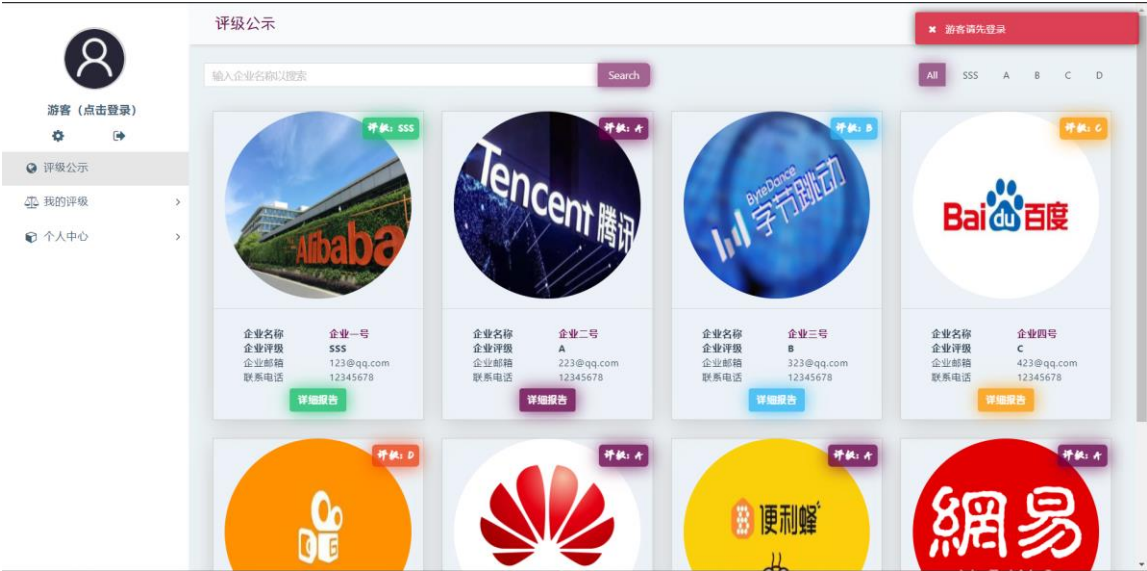 评级公示
✖ 游客请先登录
游客（点击登录）
评级公示
我的评级
个人中心
输入企业名称以搜索
Search
All SSS A B C D
评级: SSS
Alibaba
企业名称 企业一号
企业评级 SSS
企业邮箱 123@qq.com
联系电话 12345678
详细报告
评级: A
Tencent 腾讯
企业名称 企业二号
企业评级 A
企业邮箱 223@qq.com
联系电话 12345678
详细报告
评级: B
ByteDance
字节跳动
企业名称 企业三号
企业评级 B
企业邮箱 323@qq.com
联系电话 12345678
详细报告
评级: C
Bai du 百度
企业名称 企业四号
企业评级 C
企业邮箱 423@qq.com
联系电话 12345678
详细报告
评级: D
评级: A
评级: A
便利蜂
评级: A
網易